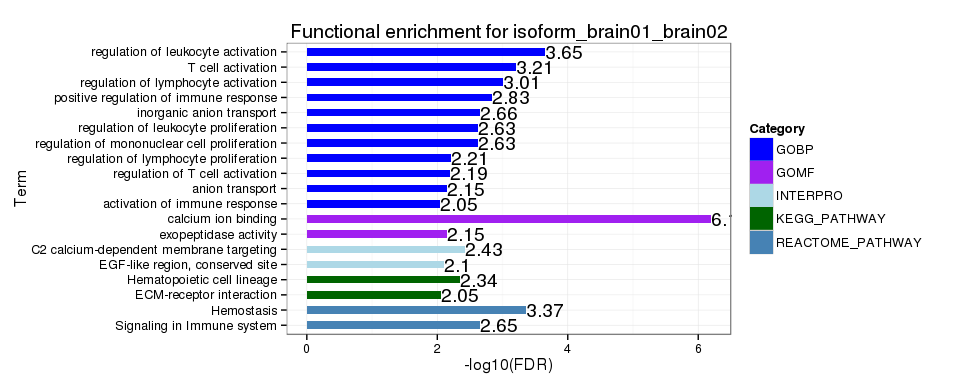 Functional enrichment for isoform_brain01_brain02
Term
regulation of leukocyte activation 3.65
T cell activation 3.21
regulation of lymphocyte activation 3.01
positive regulation of immune response 2.83
inorganic anion transport 2.66
regulation of leukocyte proliferation 2.63
regulation of mononuclear cell proliferation 2.63
regulation of lymphocyte proliferation 2.21
regulation of T cell activation 2.19
anion transport 2.15
activation of immune response 2.05
calcium ion binding
exopeptidase activity 2.15
C2 calcium-dependent membrane targeting 2.43
EGF-like region, conserved site 2.1
Hematopoietic cell lineage 2.34
ECM-receptor interaction 2.05
Hemostasis 3.37
Signaling in Immune system 2.65
0 2 4 6
-log10(FDR)
Category
GOBP
GOMF
INTERPRO
KEGG_PATHWAY
REACTOME_PATHWAY